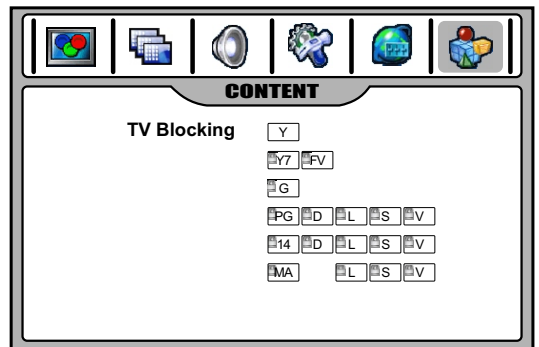 CONTENT
TV Blocking Y
Y7 FV
G
PG D L S V
14 D L S V
MA L S V